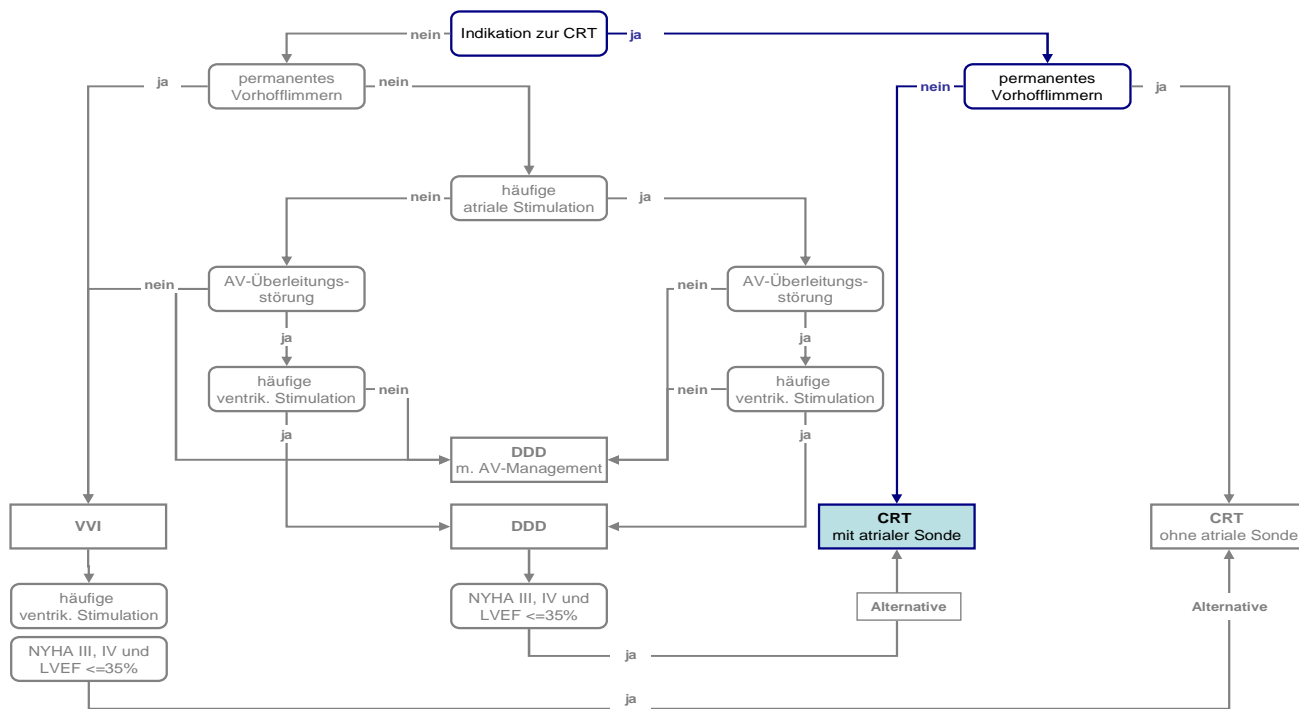 nein
Indikation zur CRT
ja
ja
permanentes
Vorhofflimmern
nein
nein
permanentes
Vorhofflimmern
ja
nein
häufige
atriale Stimulation
ja
nein
AV-Überleitungs-
störung
nein
AV-Überleitungs-
störung
ja
ja
häufige
ventrik. Stimulation
nein
nein
häufige
ventrik. Stimulation
ja
ja
DDD
m. AV-Management
VVI
DDD
CRT
mit atrialer Sonde
CRT
ohne atriale Sonde
häufige
ventrik. Stimulation
NYHA III, IV und
LVEF <=35%
Alternative
Alternative
NYHA III, IV und
LVEF <=35%
ja
ja